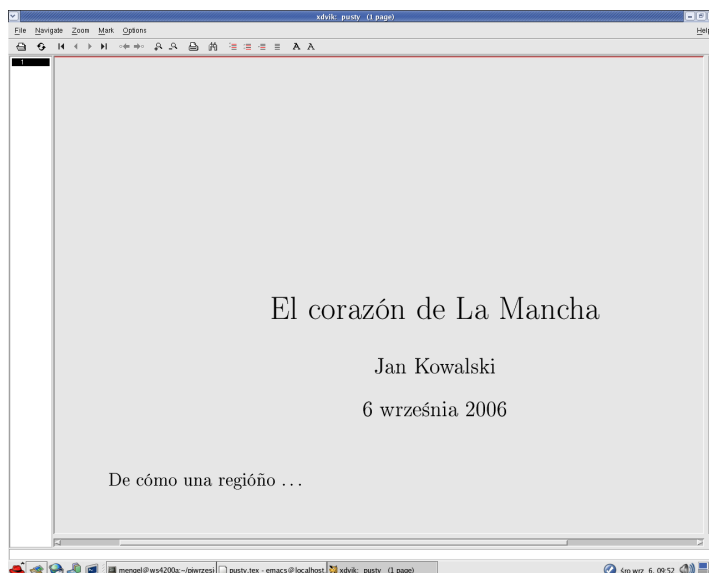 xdvik: pusty (1 page)
File Navigate Zoom Mark Options Help
1
El corazón de La Mancha
Jan Kowalski
6 września 2006
De cómo una regióño ...
mengel@ws4200a:~/piwrzesi pusty.tex - emacs@localhost. xdvik: pusty (1 page) śro wrz 6, 09:52